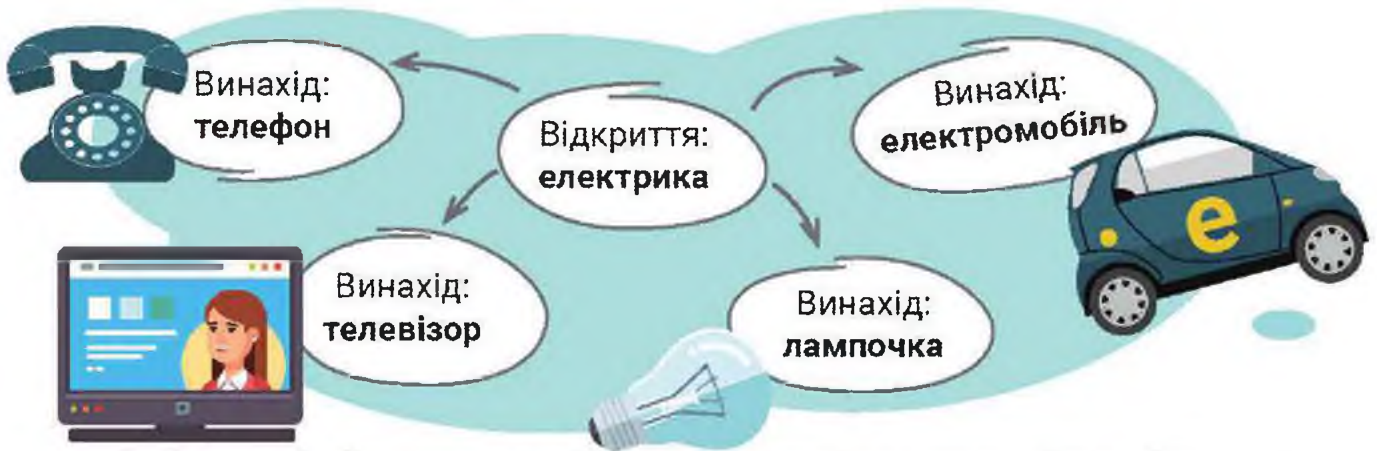 Винахід:
телефон
Відкриття:
електрика
Винахід:
електромобіль
e
Винахід:
телевізор
Винахід:
лампочка